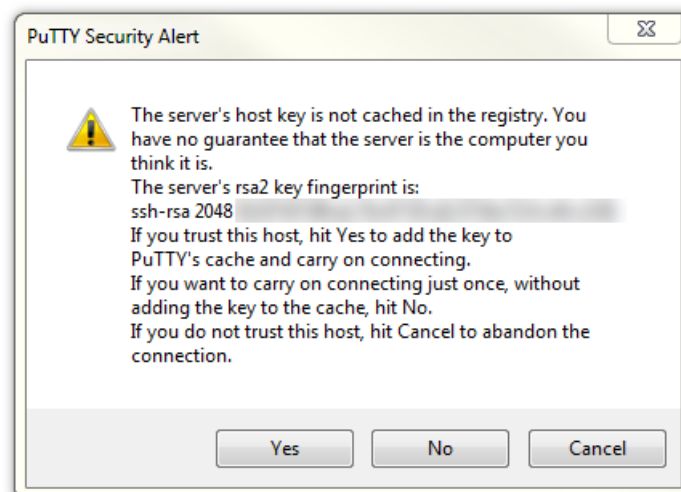 PuTTY Security Alert
The server's host key is not cached in the registry. You
have no guarantee that the server is the computer you
think it is.
The server's rsa2 key fingerprint is:
ssh-rsa 2048
If you trust this host, hit Yes to add the key to
PuTTY's cache and carry on connecting.
If you want to carry on connecting just once, without
adding the key to the cache, hit No.
If you do not trust this host, hit Cancel to abandon the
connection.
Yes No Cancel